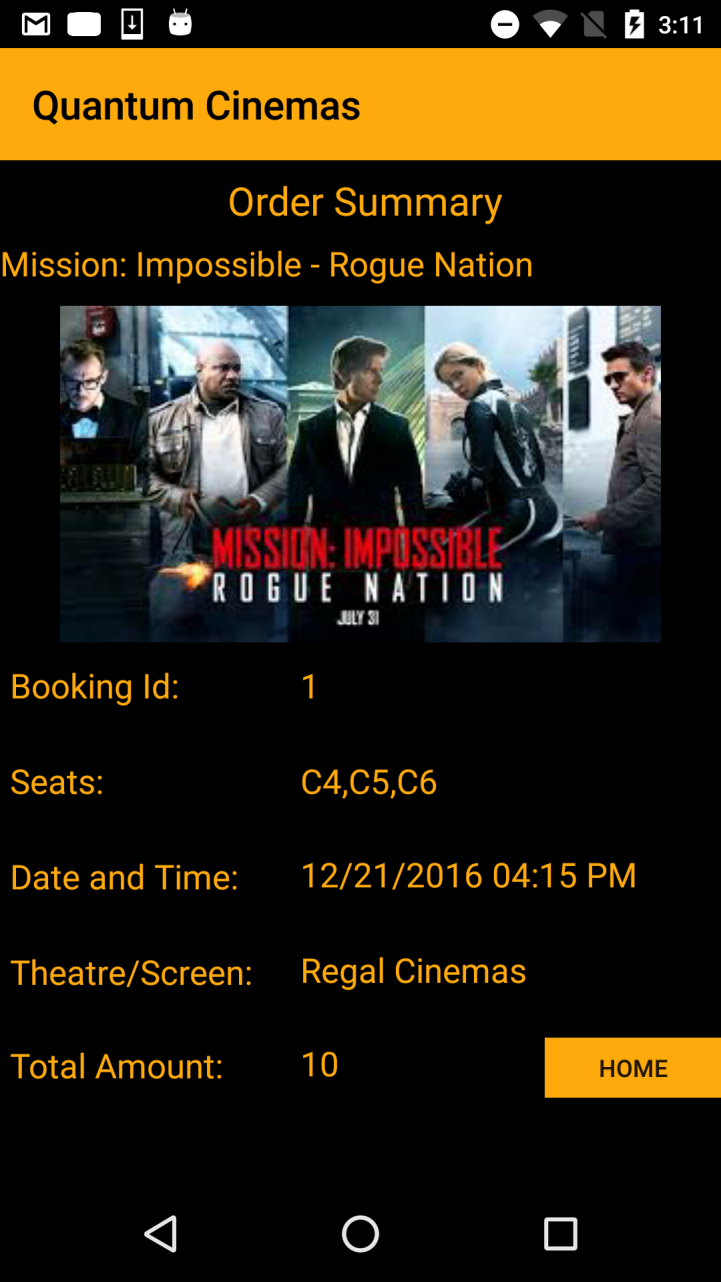 3:11
Quantum Cinemas
Order Summary
Mission: Impossible - Rogue Nation
MISSION: IMPOSSIBLE
ROGUE NATION
JULY 31
Booking Id: 1
Seats: C4,C5,C6
Date and Time: 12/21/2016 04:15 PM
Theatre/Screen: Regal Cinemas
Total Amount: 10
HOME